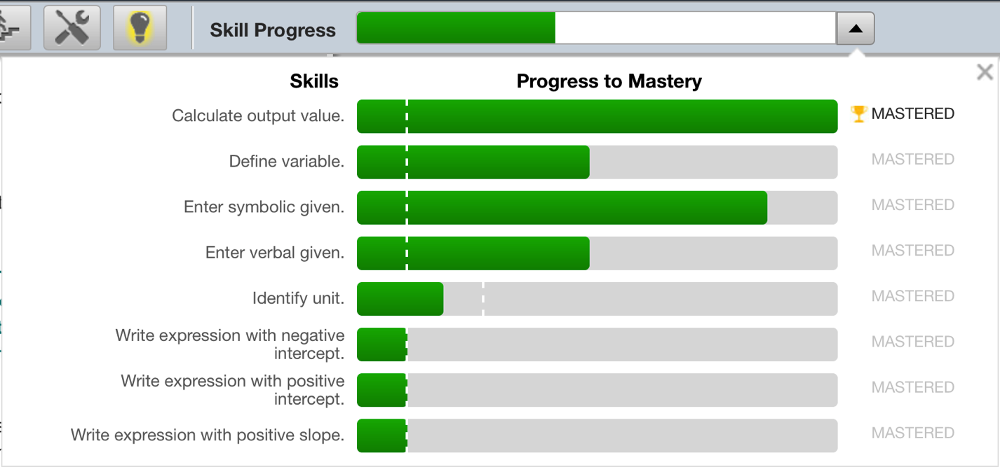 Skill Progress
Skills Progress to Mastery
Calculate output value. MASTERED
Define variable. MASTERED
Enter symbolic given. MASTERED
Enter verbal given. MASTERED
Identify unit. MASTERED
Write expression with negative
intercept. MASTERED
Write expression with positive
intercept. MASTERED
Write expression with positive slope. MASTERED